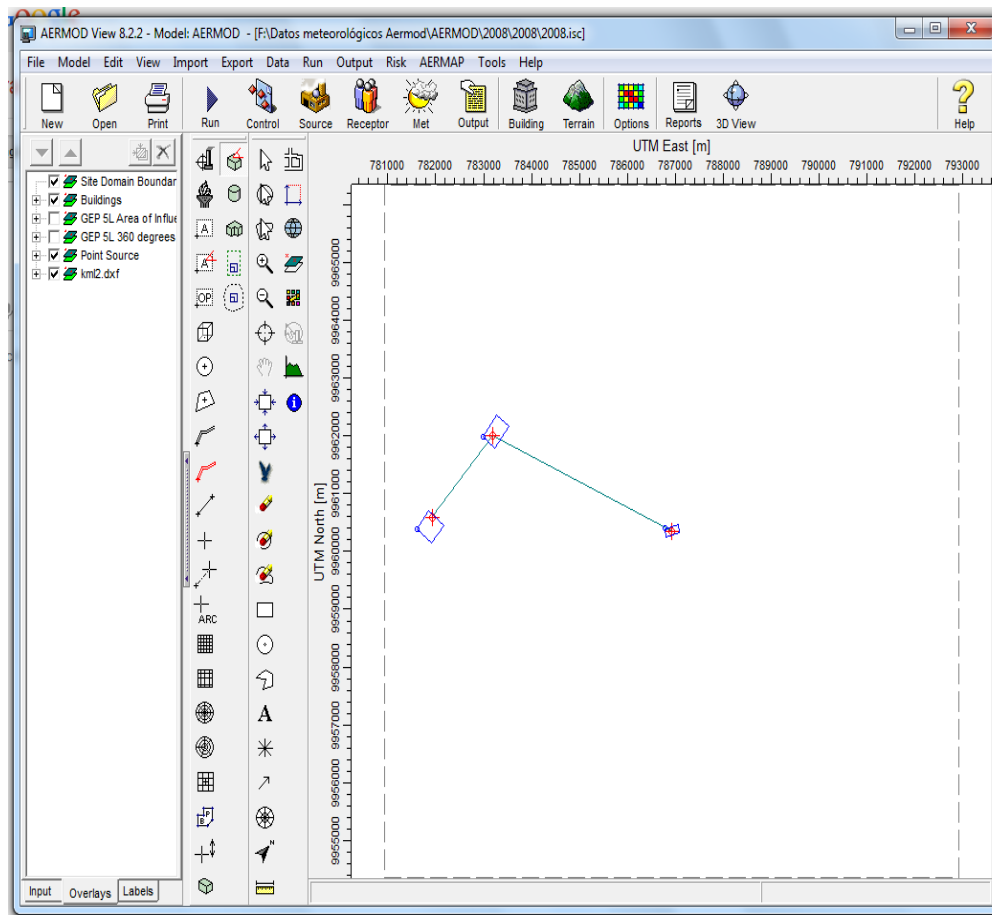 AERMOD View 8.2.2 - Model: AERMOD - [F:\Datos meteorológicos Aermod\AERMOD\2008\2008\2008.isc]
File Model Edit View Import Export Data Run Output Risk AERMAP Tools Help
New Open Print Run Control Source Receptor Met Output Building Terrain Options Reports 3D View Help
UTM East [m]
781000 782000 783000 784000 785000 786000 787000 788000 789000 790000 791000 792000 793000
Site Domain Boundar
Buildings
GEP 5L Area of Influe
GEP 5L 360 degrees
Point Source
kml2.dxf
A
A
OP
ARC
A
P
B
N
UTM North [m]
9965000
9964000
9963000
9962000
9961000
9960000
9959000
9958000
9957000
9956000
9955000
Input Overlays Labels